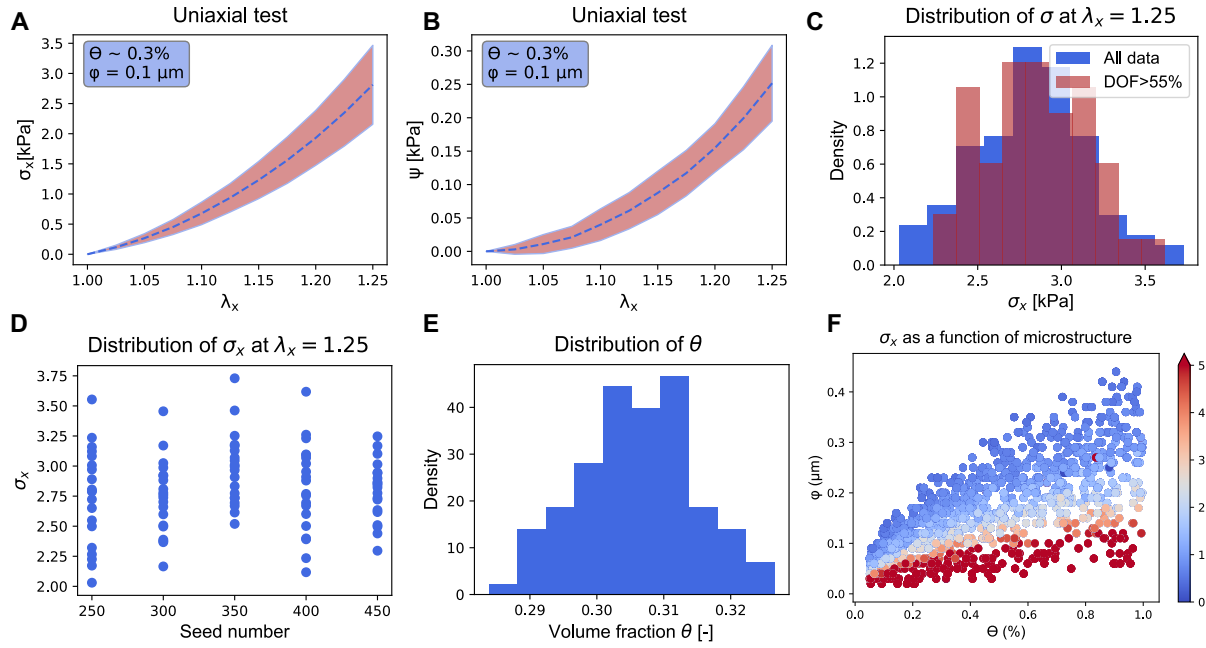 A
Uniaxial test
Θ ~ 0.3%
φ = 0.1 μm
σₓ[kPa]
3.5
3.0
2.5
2.0
1.5
1.0
0.5
0.0
1.00
1.05
1.10
1.15
1.20
1.25
λₓ
B
Uniaxial test
Θ ~ 0.3%
φ = 0.1 μm
ψ [kPa]
0.30
0.25
0.20
0.15
0.10
0.05
0.00
1.00
1.05
1.10
1.15
1.20
1.25
λₓ
C
Distribution of σ at λₓ = 1.25
All data
DOF>55%
Density
1.2
1.0
0.8
0.6
0.4
0.2
0.0
2.0
2.5
3.0
3.5
σₓ [kPa]
D
Distribution of σₓ at λₓ = 1.25
σₓ
3.75
3.50
3.25
3.00
2.75
2.50
2.25
2.00
250
300
350
400
450
Seed number
E
Distribution of θ
Density
40
30
20
10
0
0.29
0.30
0.31
0.32
Volume fraction θ [-]
F
σₓ as a function of microstructure
φ (μm)
0.4
0.3
0.2
0.1
0.0
0.0
0.2
0.4
0.6
0.8
1.0
Θ (%)
5
4
3
2
1
0